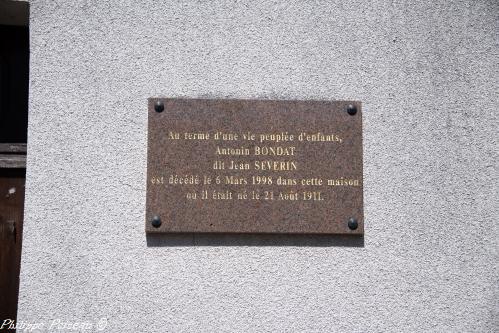 Au terme d'une vie peuplée d'enfants,
Antonin BONDAT
dit Jean SEVERIN
est décédé le 6 Mars 1998 dans cette maison
où il était né le 21 Août 1911.
Philippe ©